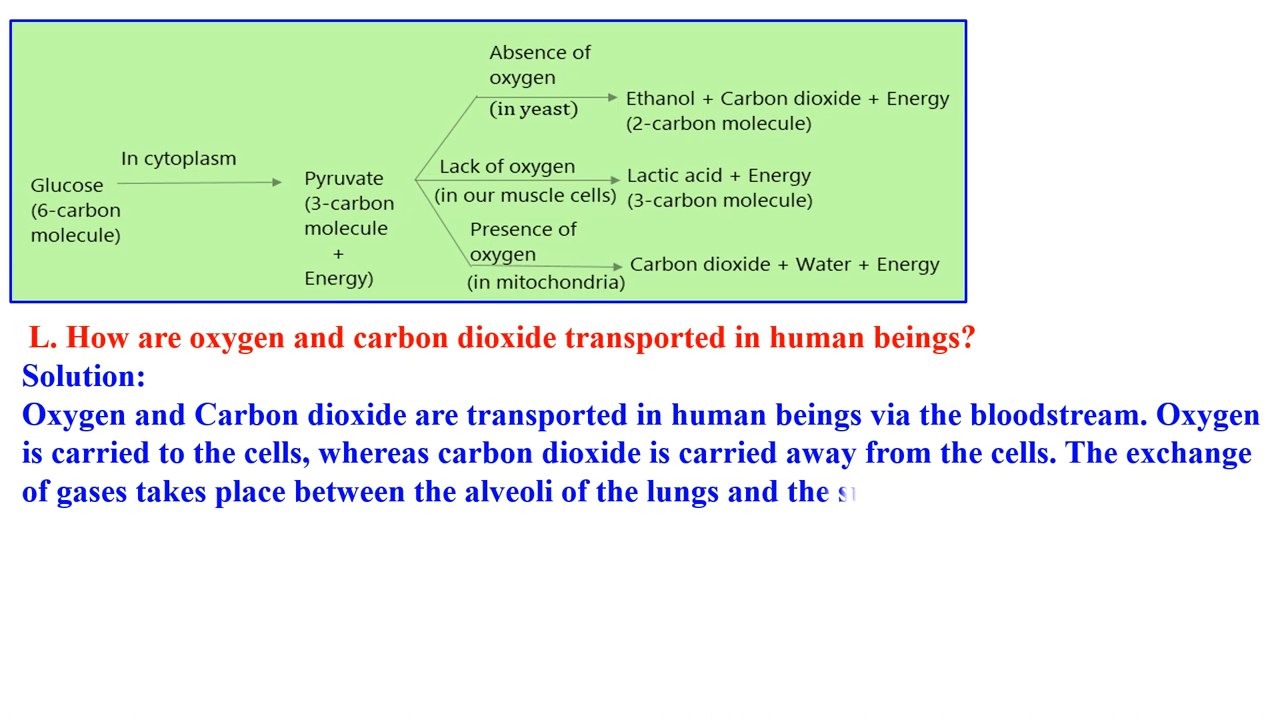 Absence of
oxygen
(in yeast)
Ethanol + Carbon dioxide + Energy
(2-carbon molecule)
In cytoplasm
Glucose
(6-carbon
molecule)
Pyruvate
(3-carbon
molecule
+
Energy)
Lack of oxygen
(in our muscle cells)
Lactic acid + Energy
(3-carbon molecule)
Presence of
oxygen
(in mitochondria)
Carbon dioxide + Water + Energy
L. How are oxygen and carbon dioxide transported in human beings?
Solution:
Oxygen and Carbon dioxide are transported in human beings via the bloodstream. Oxygen
is carried to the cells, whereas carbon dioxide is carried away from the cells. The exchange
of gases takes place between the alveoli of the lungs and the